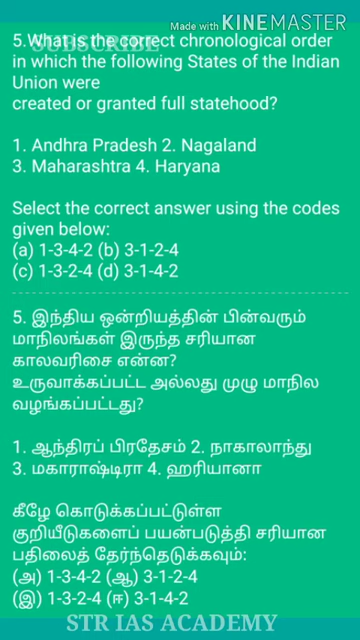 Made with KINEMASTER
SUBSCRIBE
5.What is the correct chronological order
in which the following States of the Indian
Union were
created or granted full statehood?
1. Andhra Pradesh 2. Nagaland
3. Maharashtra 4. Haryana
Select the correct answer using the codes
given below:
(a) 1-3-4-2 (b) 3-1-2-4
(c) 1-3-2-4 (d) 3-1-4-2
5. இந்திய ஒன்றியத்தின் பின்வரும்
மாநிலங்கள் இருந்த சரியான
காலவரிசை என்ன?
உருவாக்கப்பட்ட அல்லது முழு மாநில
வழங்கப்பட்டது?
1. ஆந்திரப் பிரதேசம் 2. நாகாலாந்து
3. மகாராஷ்டிரா 4. ஹரியானா
கீழே கொடுக்கப்பட்டுள்ள
குறியீடுகளைப் பயன்படுத்தி சரியான
பதிலைத் தேர்ந்தெடுக்கவும்:
(அ) 1-3-4-2 (ஆ) 3-1-2-4
(இ) 1-3-2-4 (ஈ) 3-1-4-2
STR IAS ACADEMY